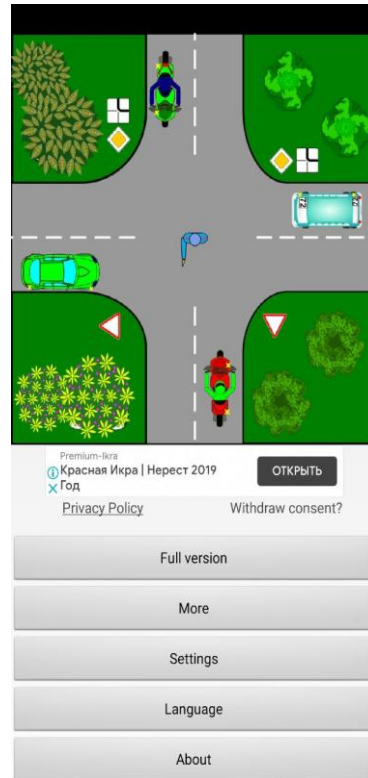 Premium-Ikra
Красная Икра | Нерест 2019
Год
ОТКРЫТЬ
Privacy Policy
Withdraw consent?
Full version
More
Settings
Language
About